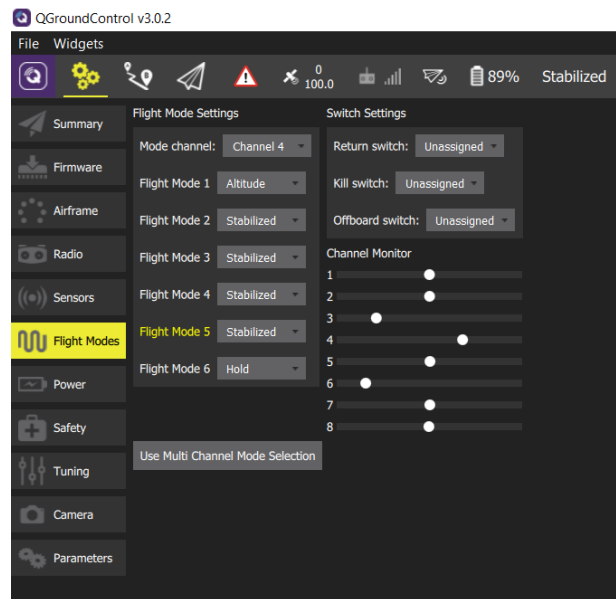 QGroundControl v3.0.2
File Widgets
0
100.0
89%
Stabilized
Summary
Firmware
Airframe
Radio
Sensors
Flight Modes
Power
Safety
Tuning
Camera
Parameters
Flight Mode Settings
Mode channel: Channel 4
Flight Mode 1 Altitude
Flight Mode 2 Stabilized
Flight Mode 3 Stabilized
Flight Mode 4 Stabilized
Flight Mode 5 Stabilized
Flight Mode 6 Hold
Use Multi Channel Mode Selection
Switch Settings
Return switch: Unassigned
Kill switch: Unassigned
Offboard switch: Unassigned
Channel Monitor
1
2
3
4
5
6
7
8